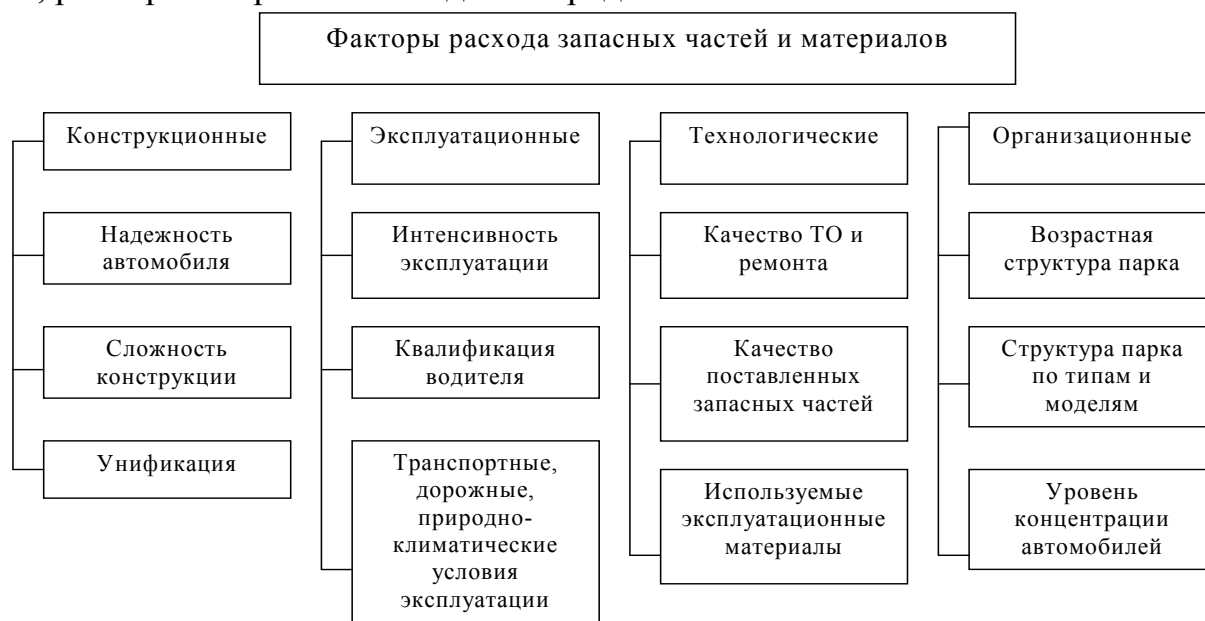 Факторы расхода запасных частей и материалов
Конструкционные
Надежность
автомобиля
Сложность
конструкции
Унификация
Эксплуатационные
Интенсивность
эксплуатации
Квалификация
водителя
Транспортные,
дорожные,
природно-
климатические
условия
эксплуатации
Технологические
Качество ТО и
ремонта
Качество
поставленных
запасных частей
Используемые
эксплуатационные
материалы
Организационные
Возрастная
структура парка
Структура парка
по типам и
моделям
Уровень
концентрации
автомобилей